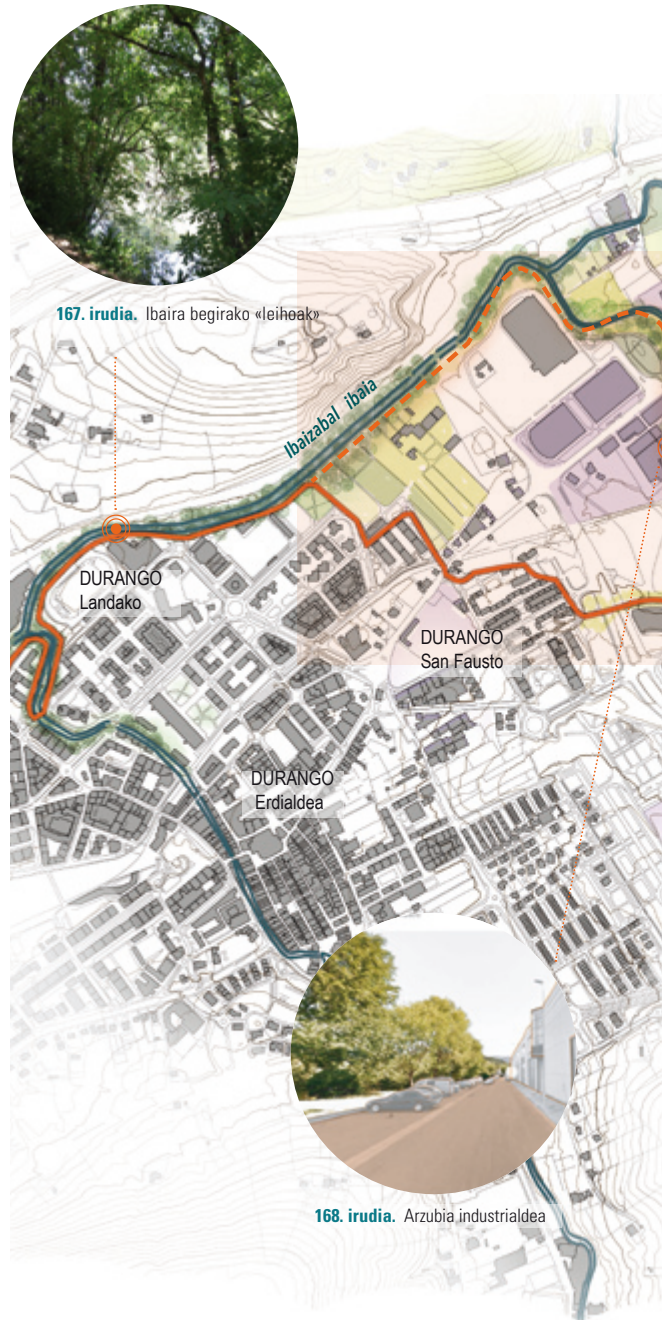 167. irudia. Ibaira begirako «leihoak»
Ibaizabal ibaia
DURANGO
Landako
DURANGO
San Fausto
DURANGO
Erdialdea
168. irudia. Arzubia industrialdea